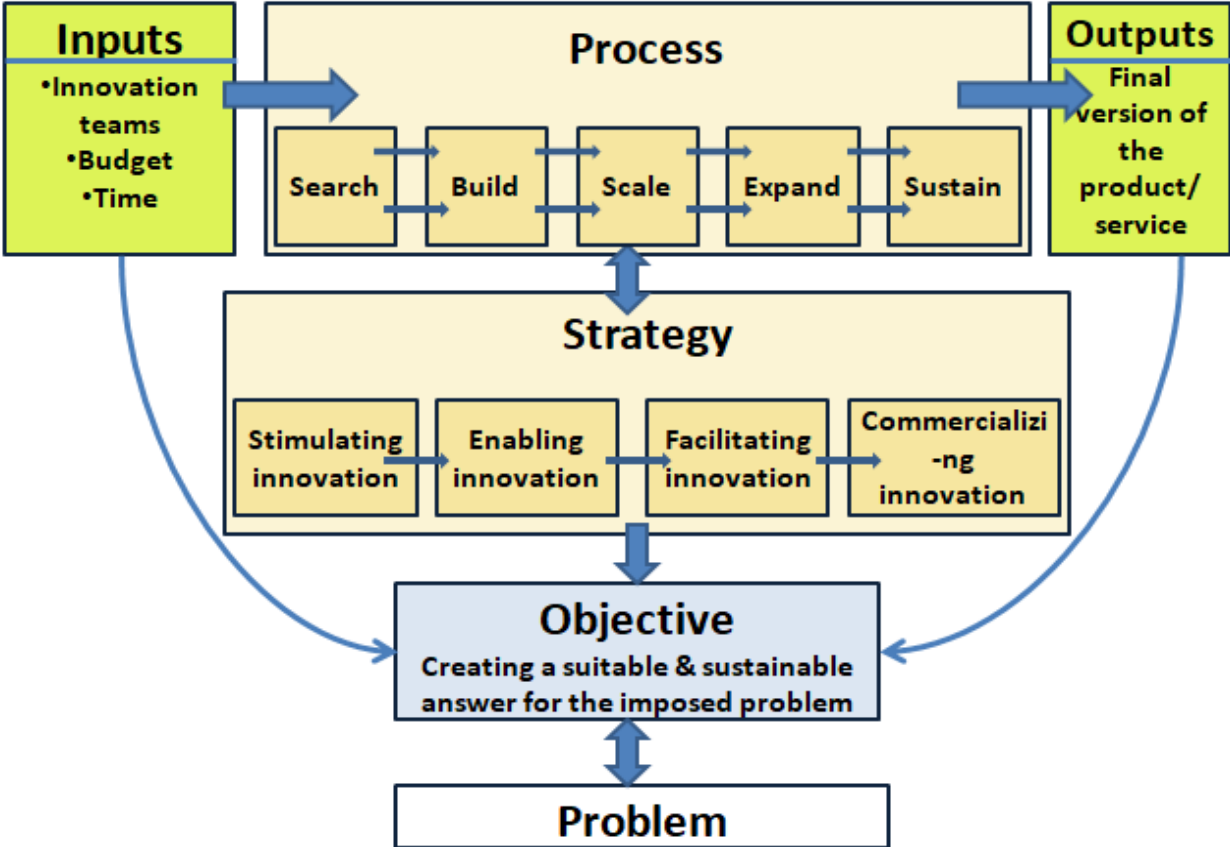 Inputs
•Innovation
teams
•Budget
•Time
Process
Search
Build
Scale
Expand
Sustain
Outputs
Final
version of
the
product/
service
Strategy
Stimulating
innovation
Enabling
innovation
Facilitating
innovation
Commercializi
-ng
innovation
Objective
Creating a suitable & sustainable
answer for the imposed problem
Problem